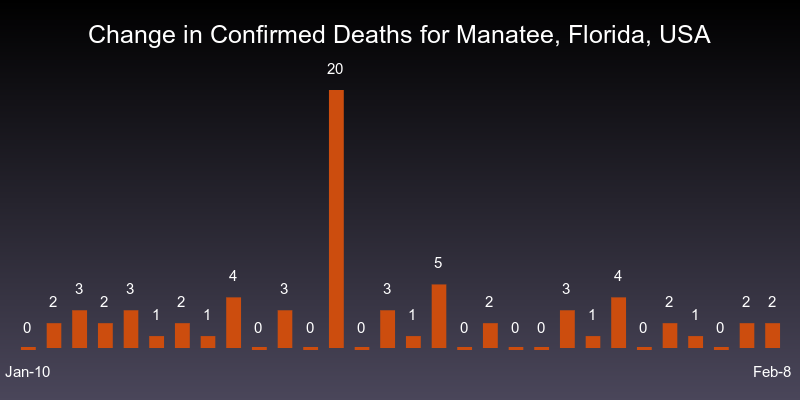 Change in Confirmed Deaths for Manatee, Florida, USA
20
0 2 3 2 3 1 2 1 4 0 3 0 0 3 1 5 0 2 0 0 3 1 4 0 2 1 0 2 2
Jan-10 Feb-8